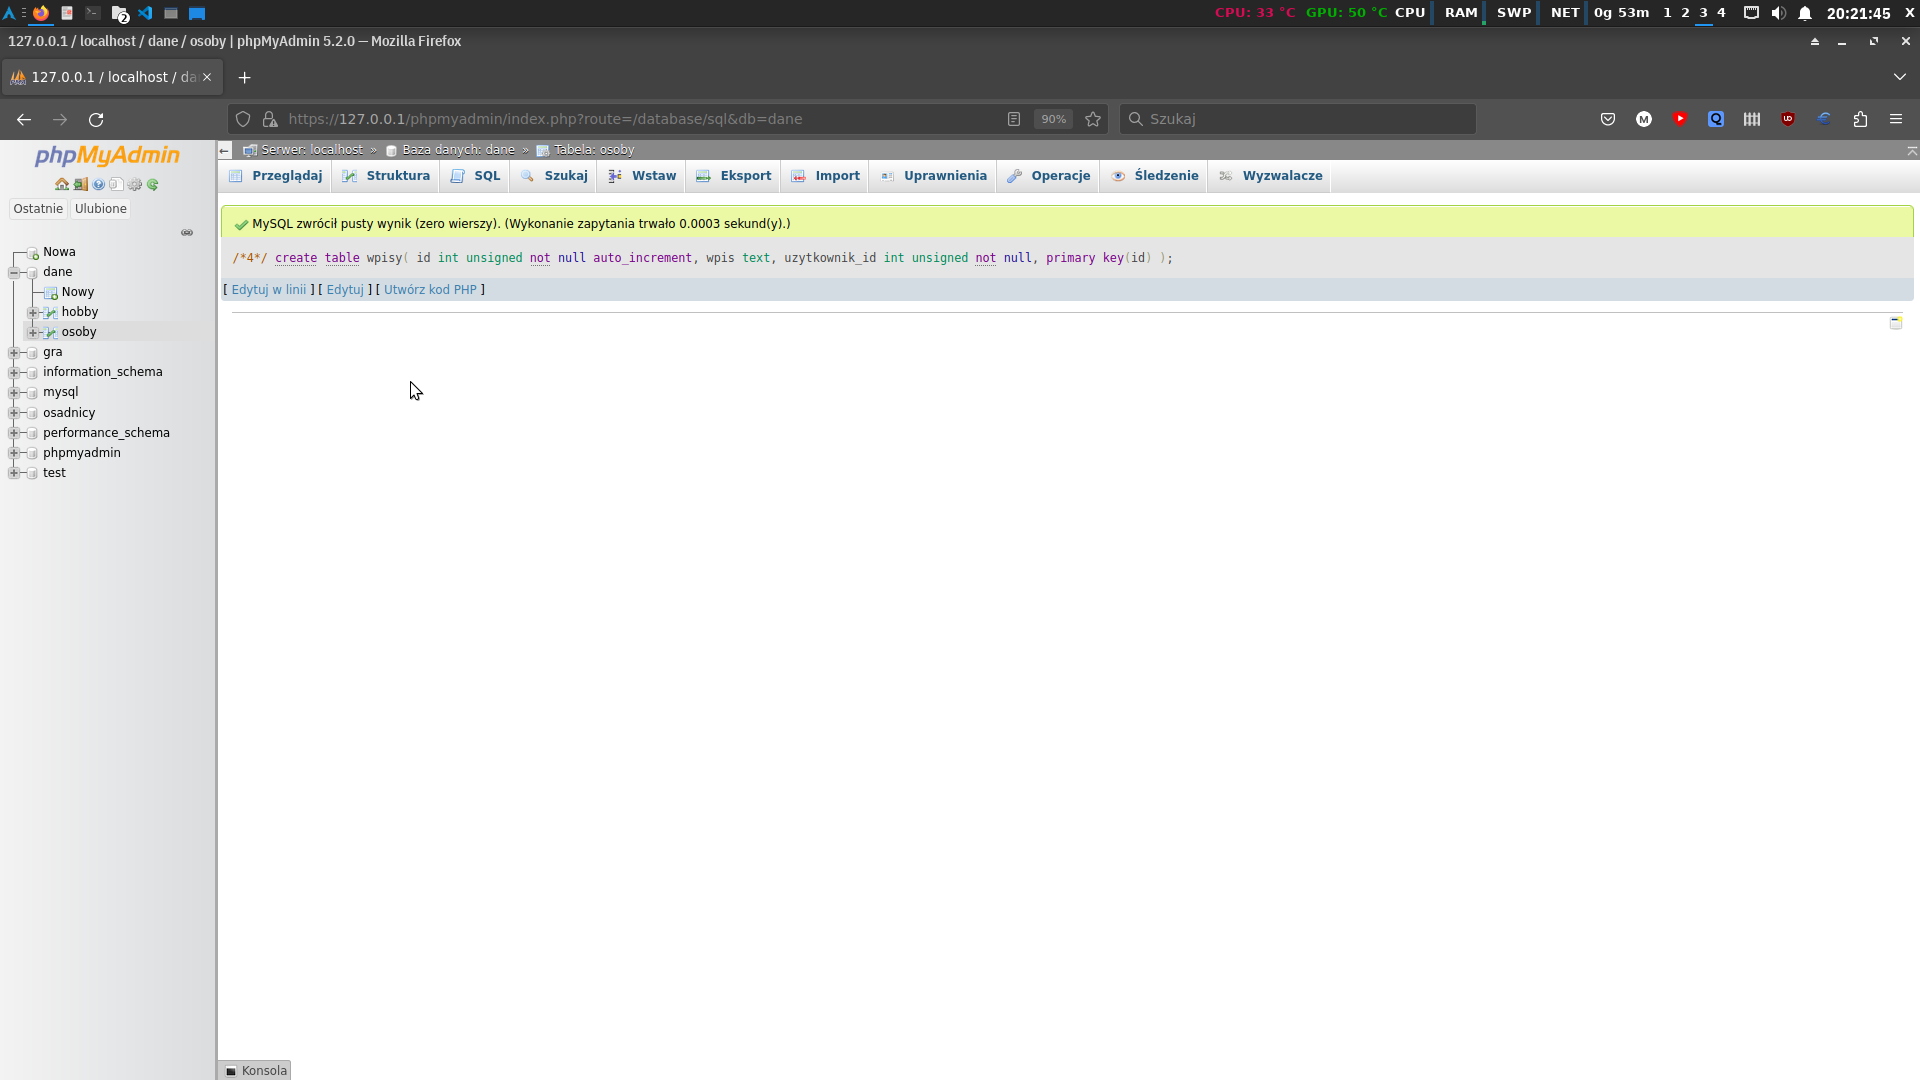 CPU: 33 °C GPU: 50 °C CPU RAM SWP NET 0g 53m 1 2 3 4 20:21:45 X
2
127.0.0.1 / localhost / dane / osoby | phpMyAdmin 5.2.0 — Mozilla Firefox
127.0.0.1 / localhost / da
https://127.0.0.1/phpmyadmin/index.php?route=/database/sql&db=dane 90% Szukaj
phpMyAdmin
Ostatnie Ulubione
Nowa
dane
Nowy
hobby
osoby
gra
information_schema
mysql
osadnicy
performance_schema
phpmyadmin
test
Serwer: localhost » Baza danych: dane » Tabela: osoby
Przeglądaj Struktura SQL Szukaj Wstaw Eksport Import Uprawnienia Operacje Śledzenie Wyzwalacze
MySQL zwrócił pusty wynik (zero wierszy). (Wykonanie zapytania trwało 0.0003 sekund(y).)
/*4*/ create table wpisy( id int unsigned not null auto_increment, wpis text, uzytkownik_id int unsigned not null, primary key(id) );
[ Edytuj w linii ] [ Edytuj ] [ Utwórz kod PHP ]
Konsola